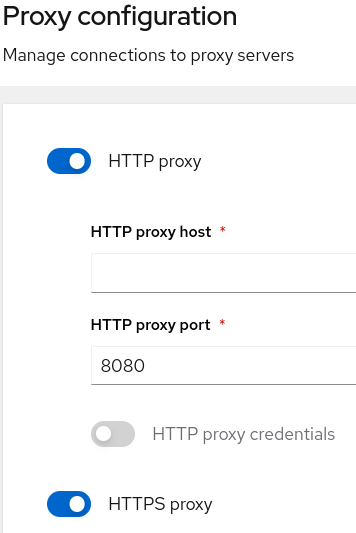 Proxy configuration
Manage connections to proxy servers
HTTP proxy
HTTP proxy host *
HTTP proxy port *
8080
HTTP proxy credentials
HTTPS proxy